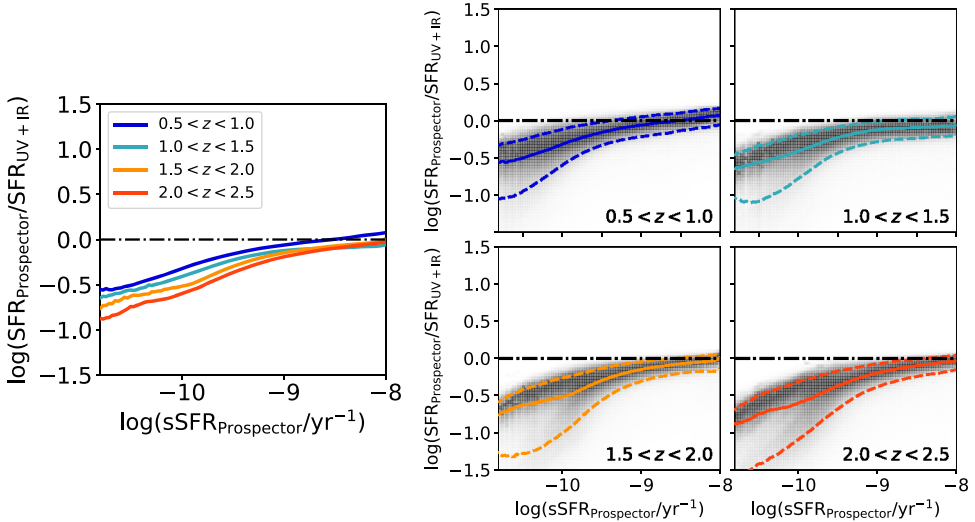 log(SFR_Prospector/SFR_UV+IR)
1.5
1.0
0.5
0.0
−0.5
−1.0
−1.5
0.5 < z < 1.0
1.0 < z < 1.5
1.5 < z < 2.0
2.0 < z < 2.5
−10 −9 −8
log(sSFR_Prospector/yr⁻¹)
log(SFR_Prospector/SFR_UV+IR)
1.5
1.0
0.5
0.0
−0.5
−1.0
0.5 < z < 1.0
1.0 < z < 1.5
log(SFR_Prospector/SFR_UV+IR)
1.5
1.0
0.5
0.0
−0.5
−1.0
−1.5
1.5 < z < 2.0
2.0 < z < 2.5
−10 −9
−10 −9 −8
log(sSFR_Prospector/yr⁻¹)
log(sSFR_Prospector/yr⁻¹)